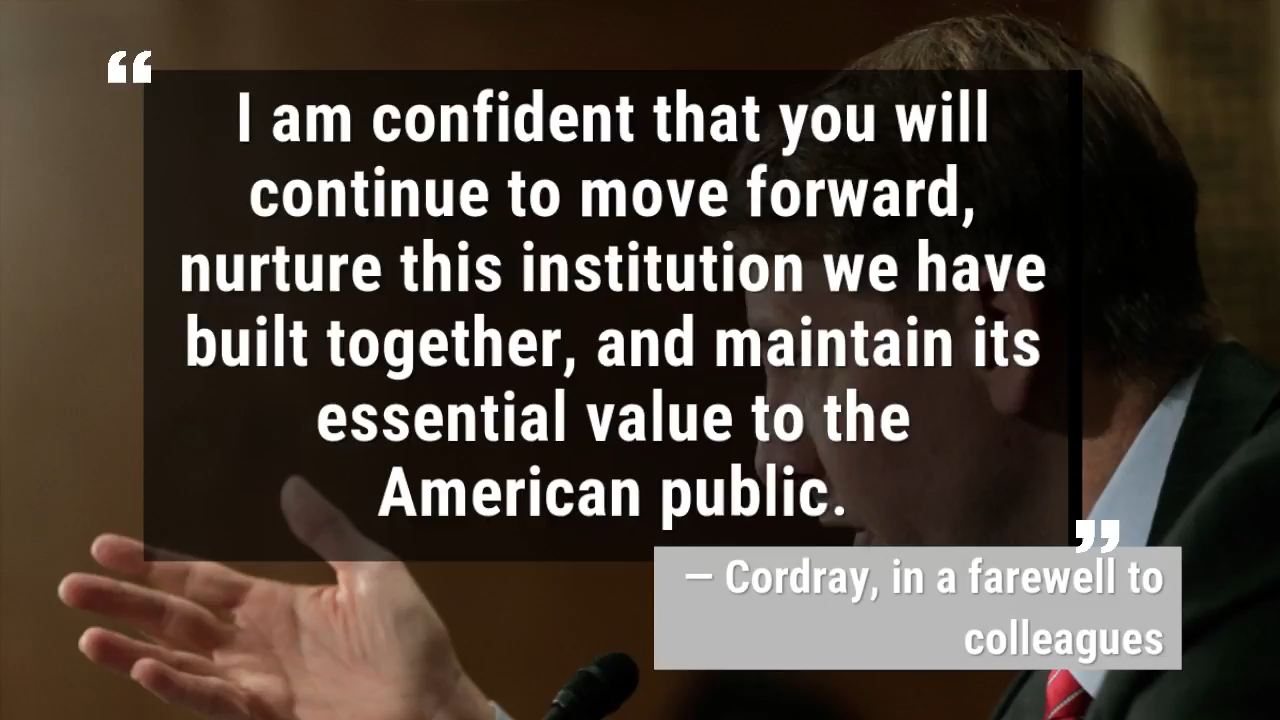 “
I am confident that you will
continue to move forward,
nurture this institution we have
built together, and maintain its
essential value to the
American public.
”
— Cordray, in a farewell to
colleagues